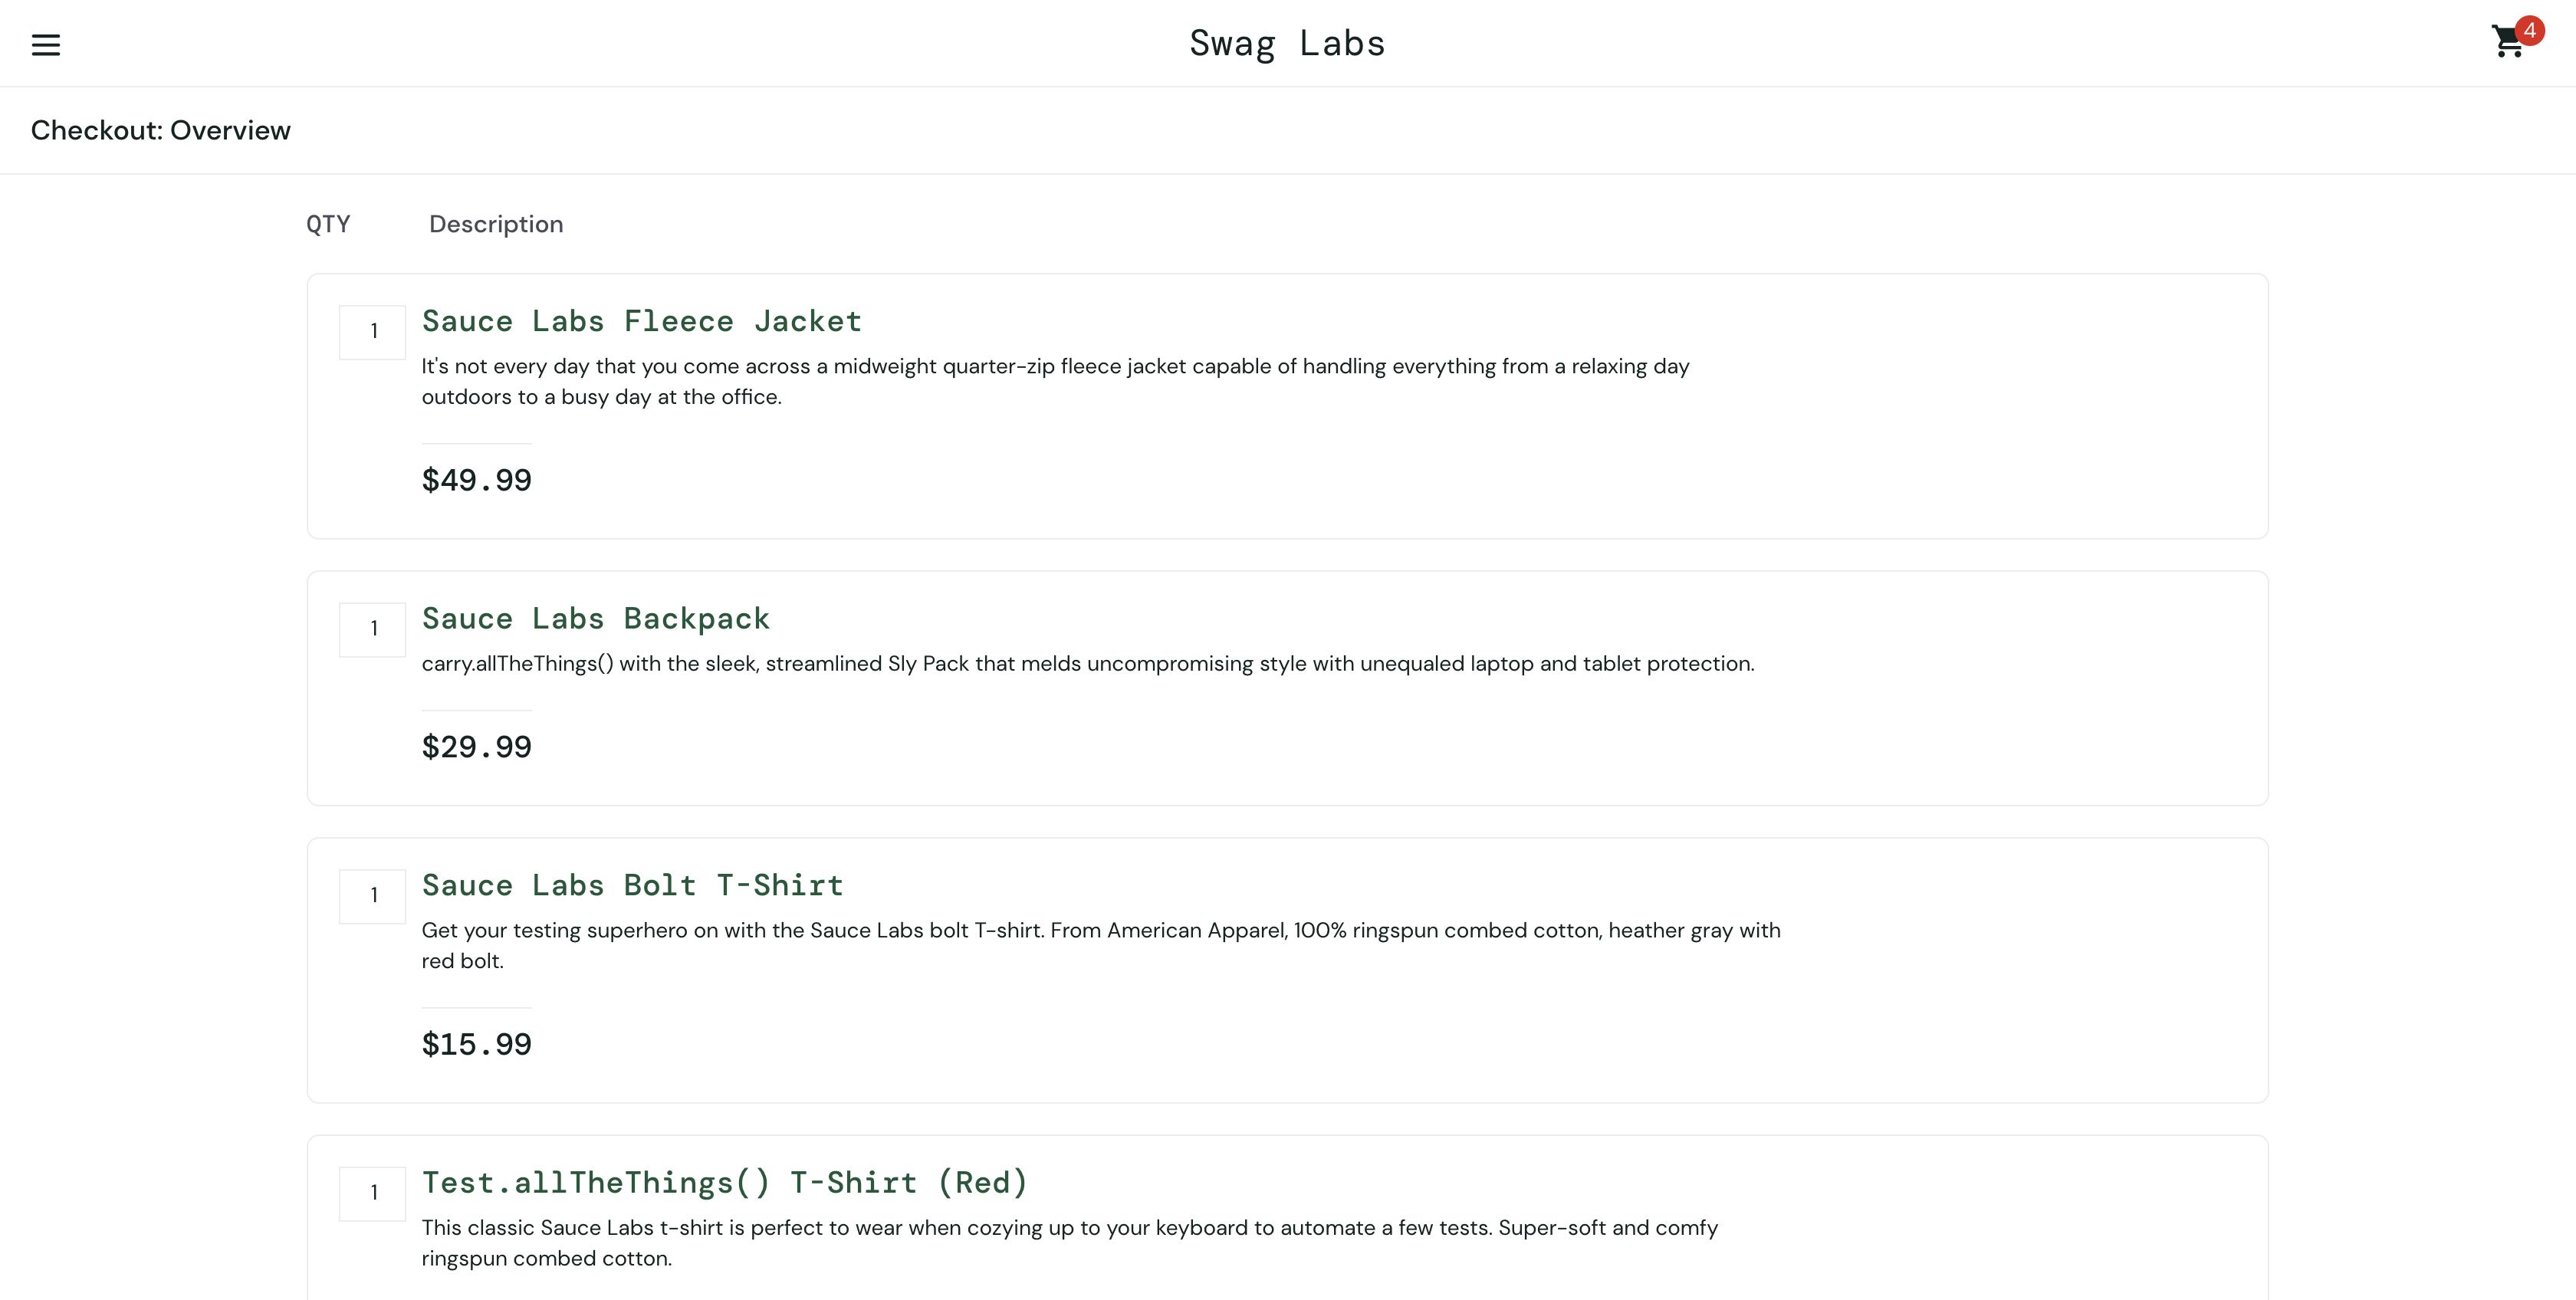 Swag Labs
4
Checkout: Overview
QTY Description
1
Sauce Labs Fleece Jacket
It's not every day that you come across a midweight quarter-zip fleece jacket capable of handling everything from a relaxing day
outdoors to a busy day at the office.
$49.99
1
Sauce Labs Backpack
carry.allTheThings() with the sleek, streamlined Sly Pack that melds uncompromising style with unequaled laptop and tablet protection.
$29.99
1
Sauce Labs Bolt T-Shirt
Get your testing superhero on with the Sauce Labs bolt T-shirt. From American Apparel, 100% ringspun combed cotton, heather gray with
red bolt.
$15.99
1
Test.allTheThings() T-Shirt (Red)
This classic Sauce Labs t-shirt is perfect to wear when cozying up to your keyboard to automate a few tests. Super-soft and comfy
ringspun combed cotton.